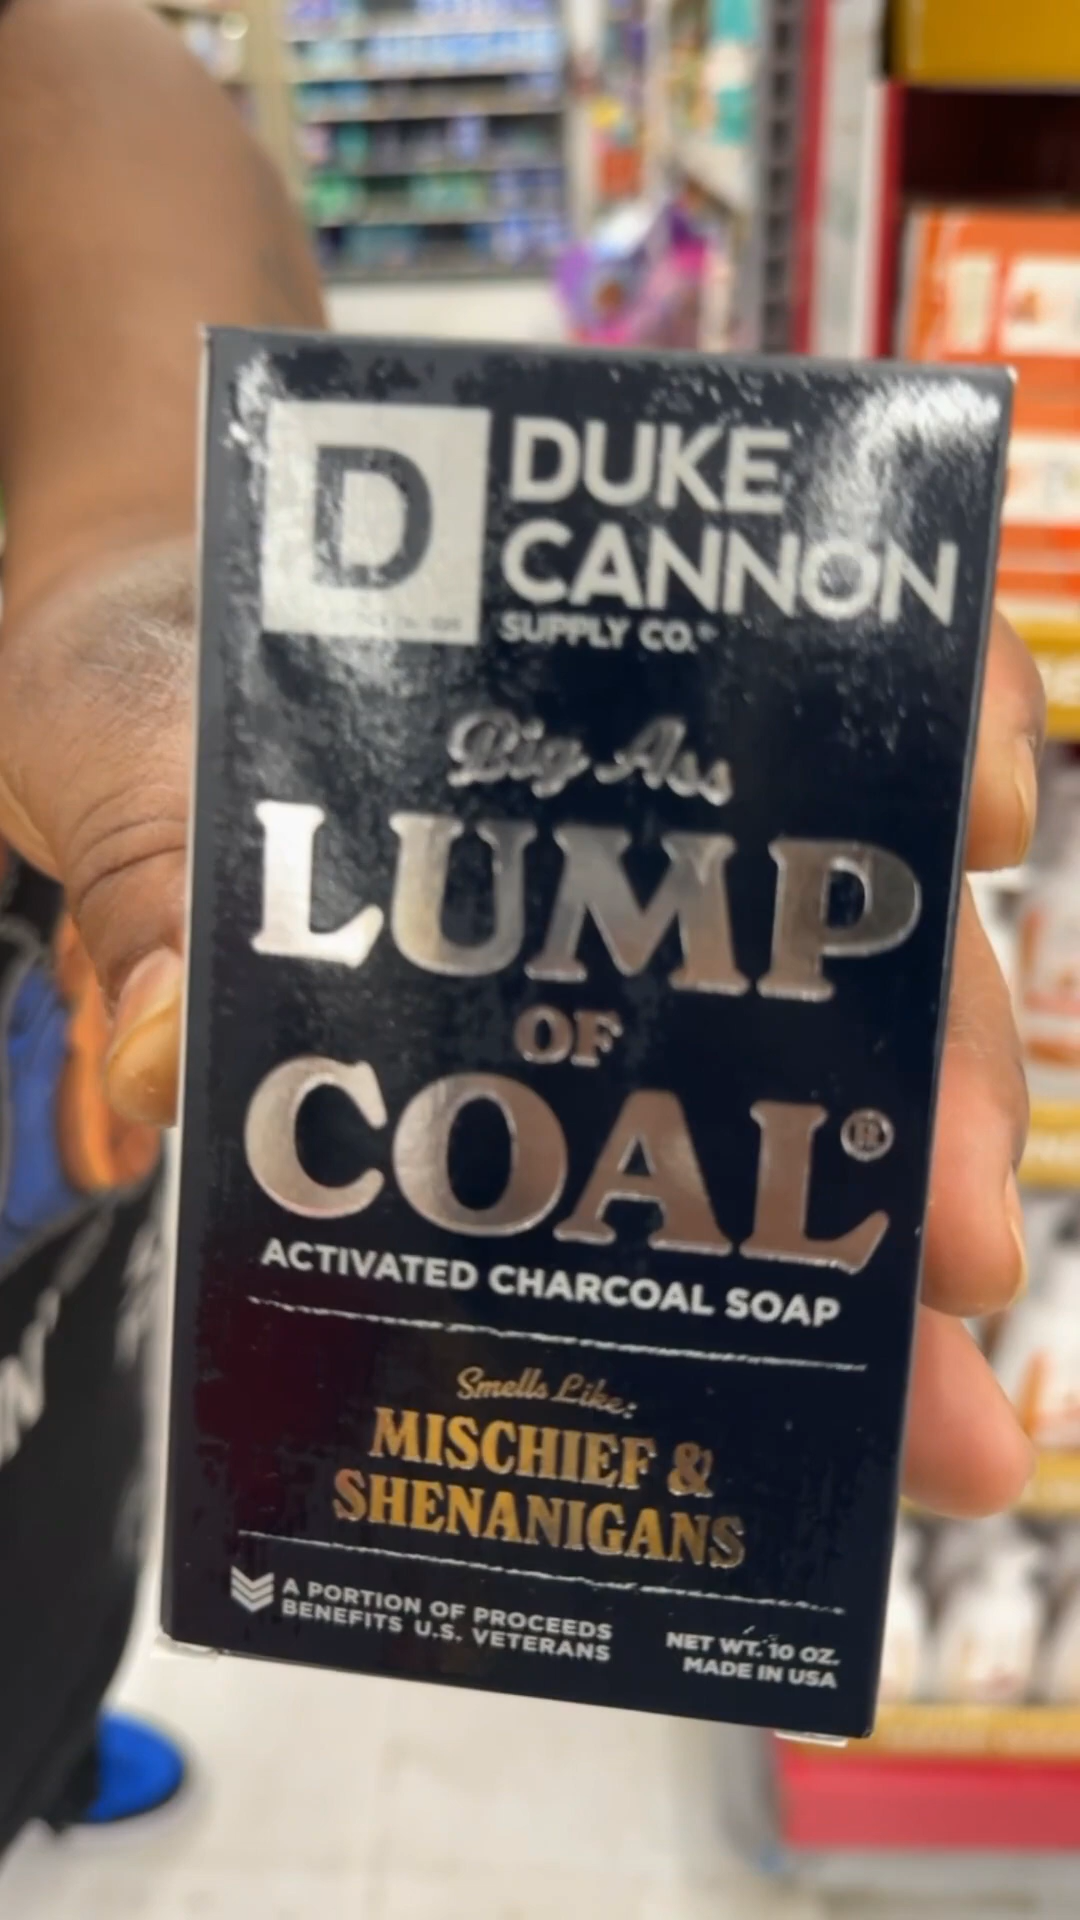 D
DUKE
CANNON
SUPPLY CO.
Big Ass
LUMP
OF
COAL®
ACTIVATED CHARCOAL SOAP
Smells Like:
MISCHIEF &
SHENANIGANS
A PORTION OF PROCEEDS
BENEFITS U.S. VETERANS
NET WT. 10 OZ.
MADE IN USA